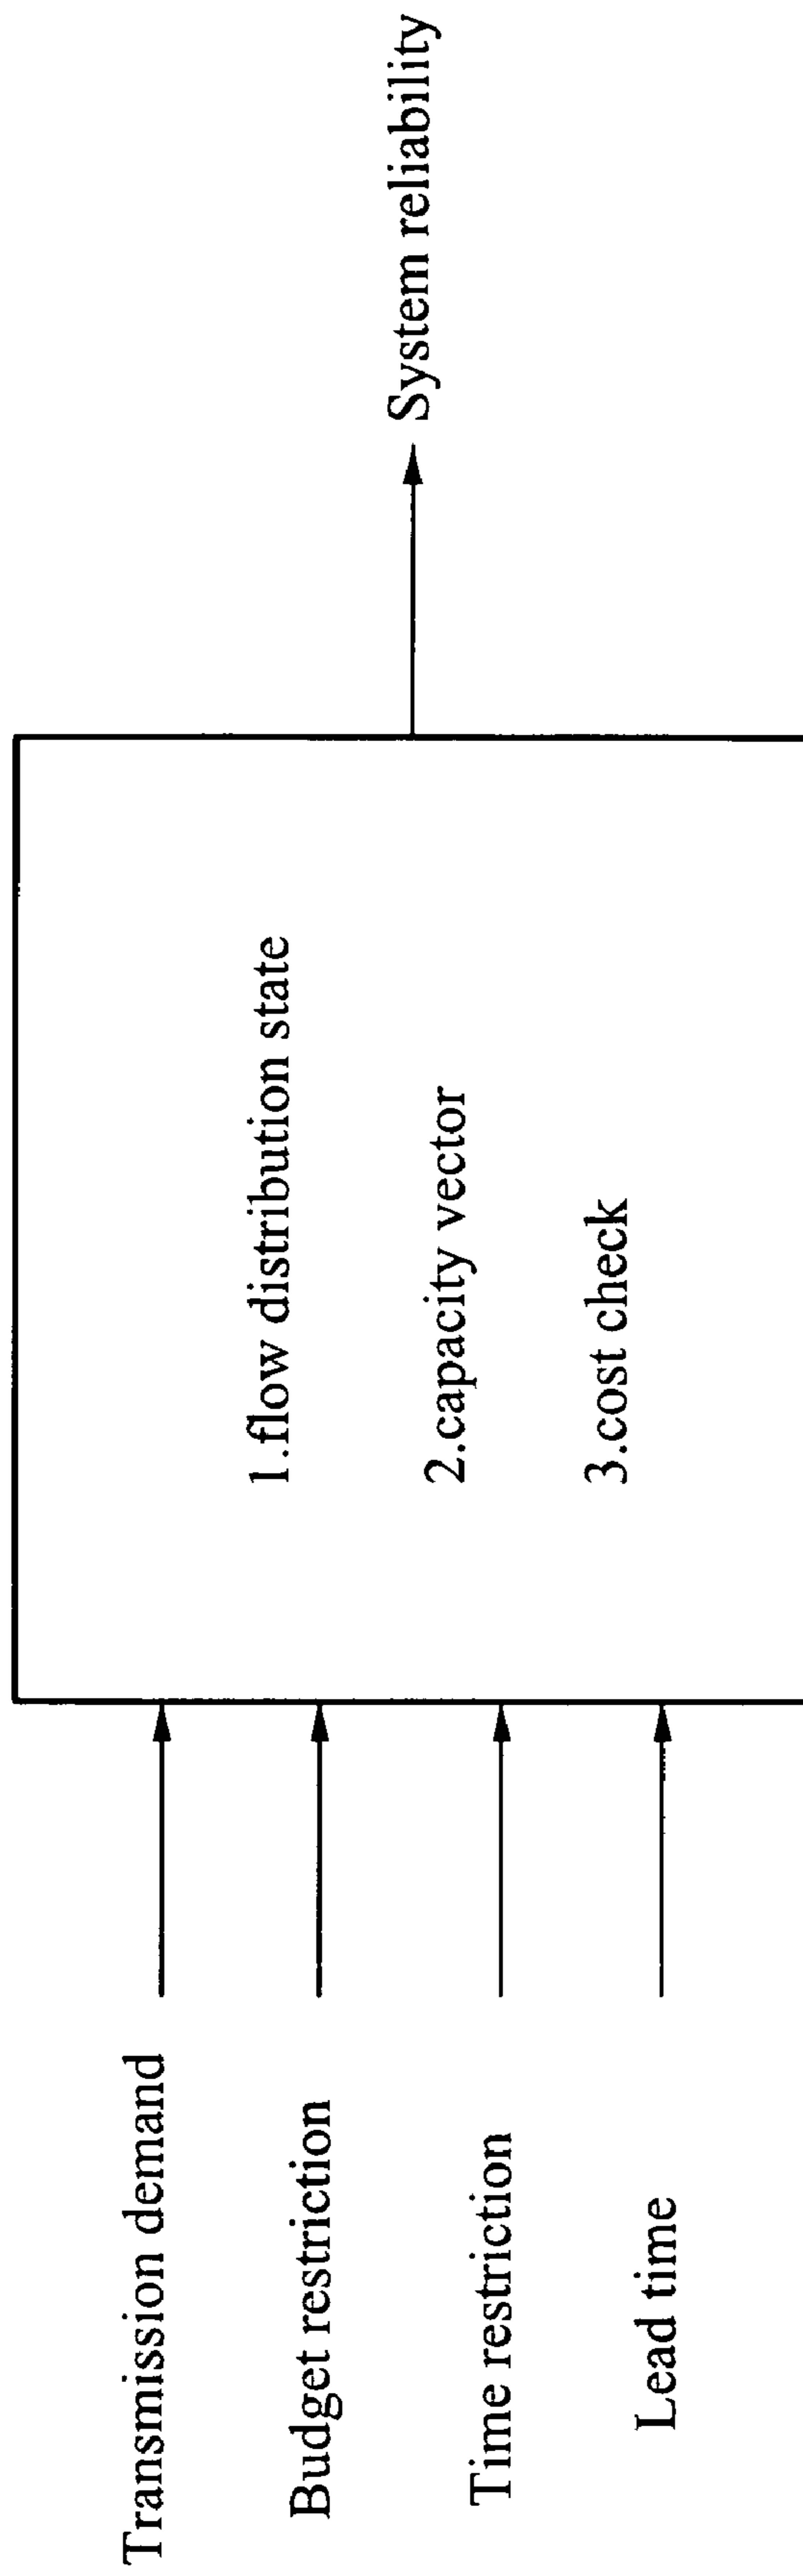 Transmission demand
Budget restriction
Time restriction
Lead time
1.flow distribution state
2.capacity vector
3.cost check
System reliability